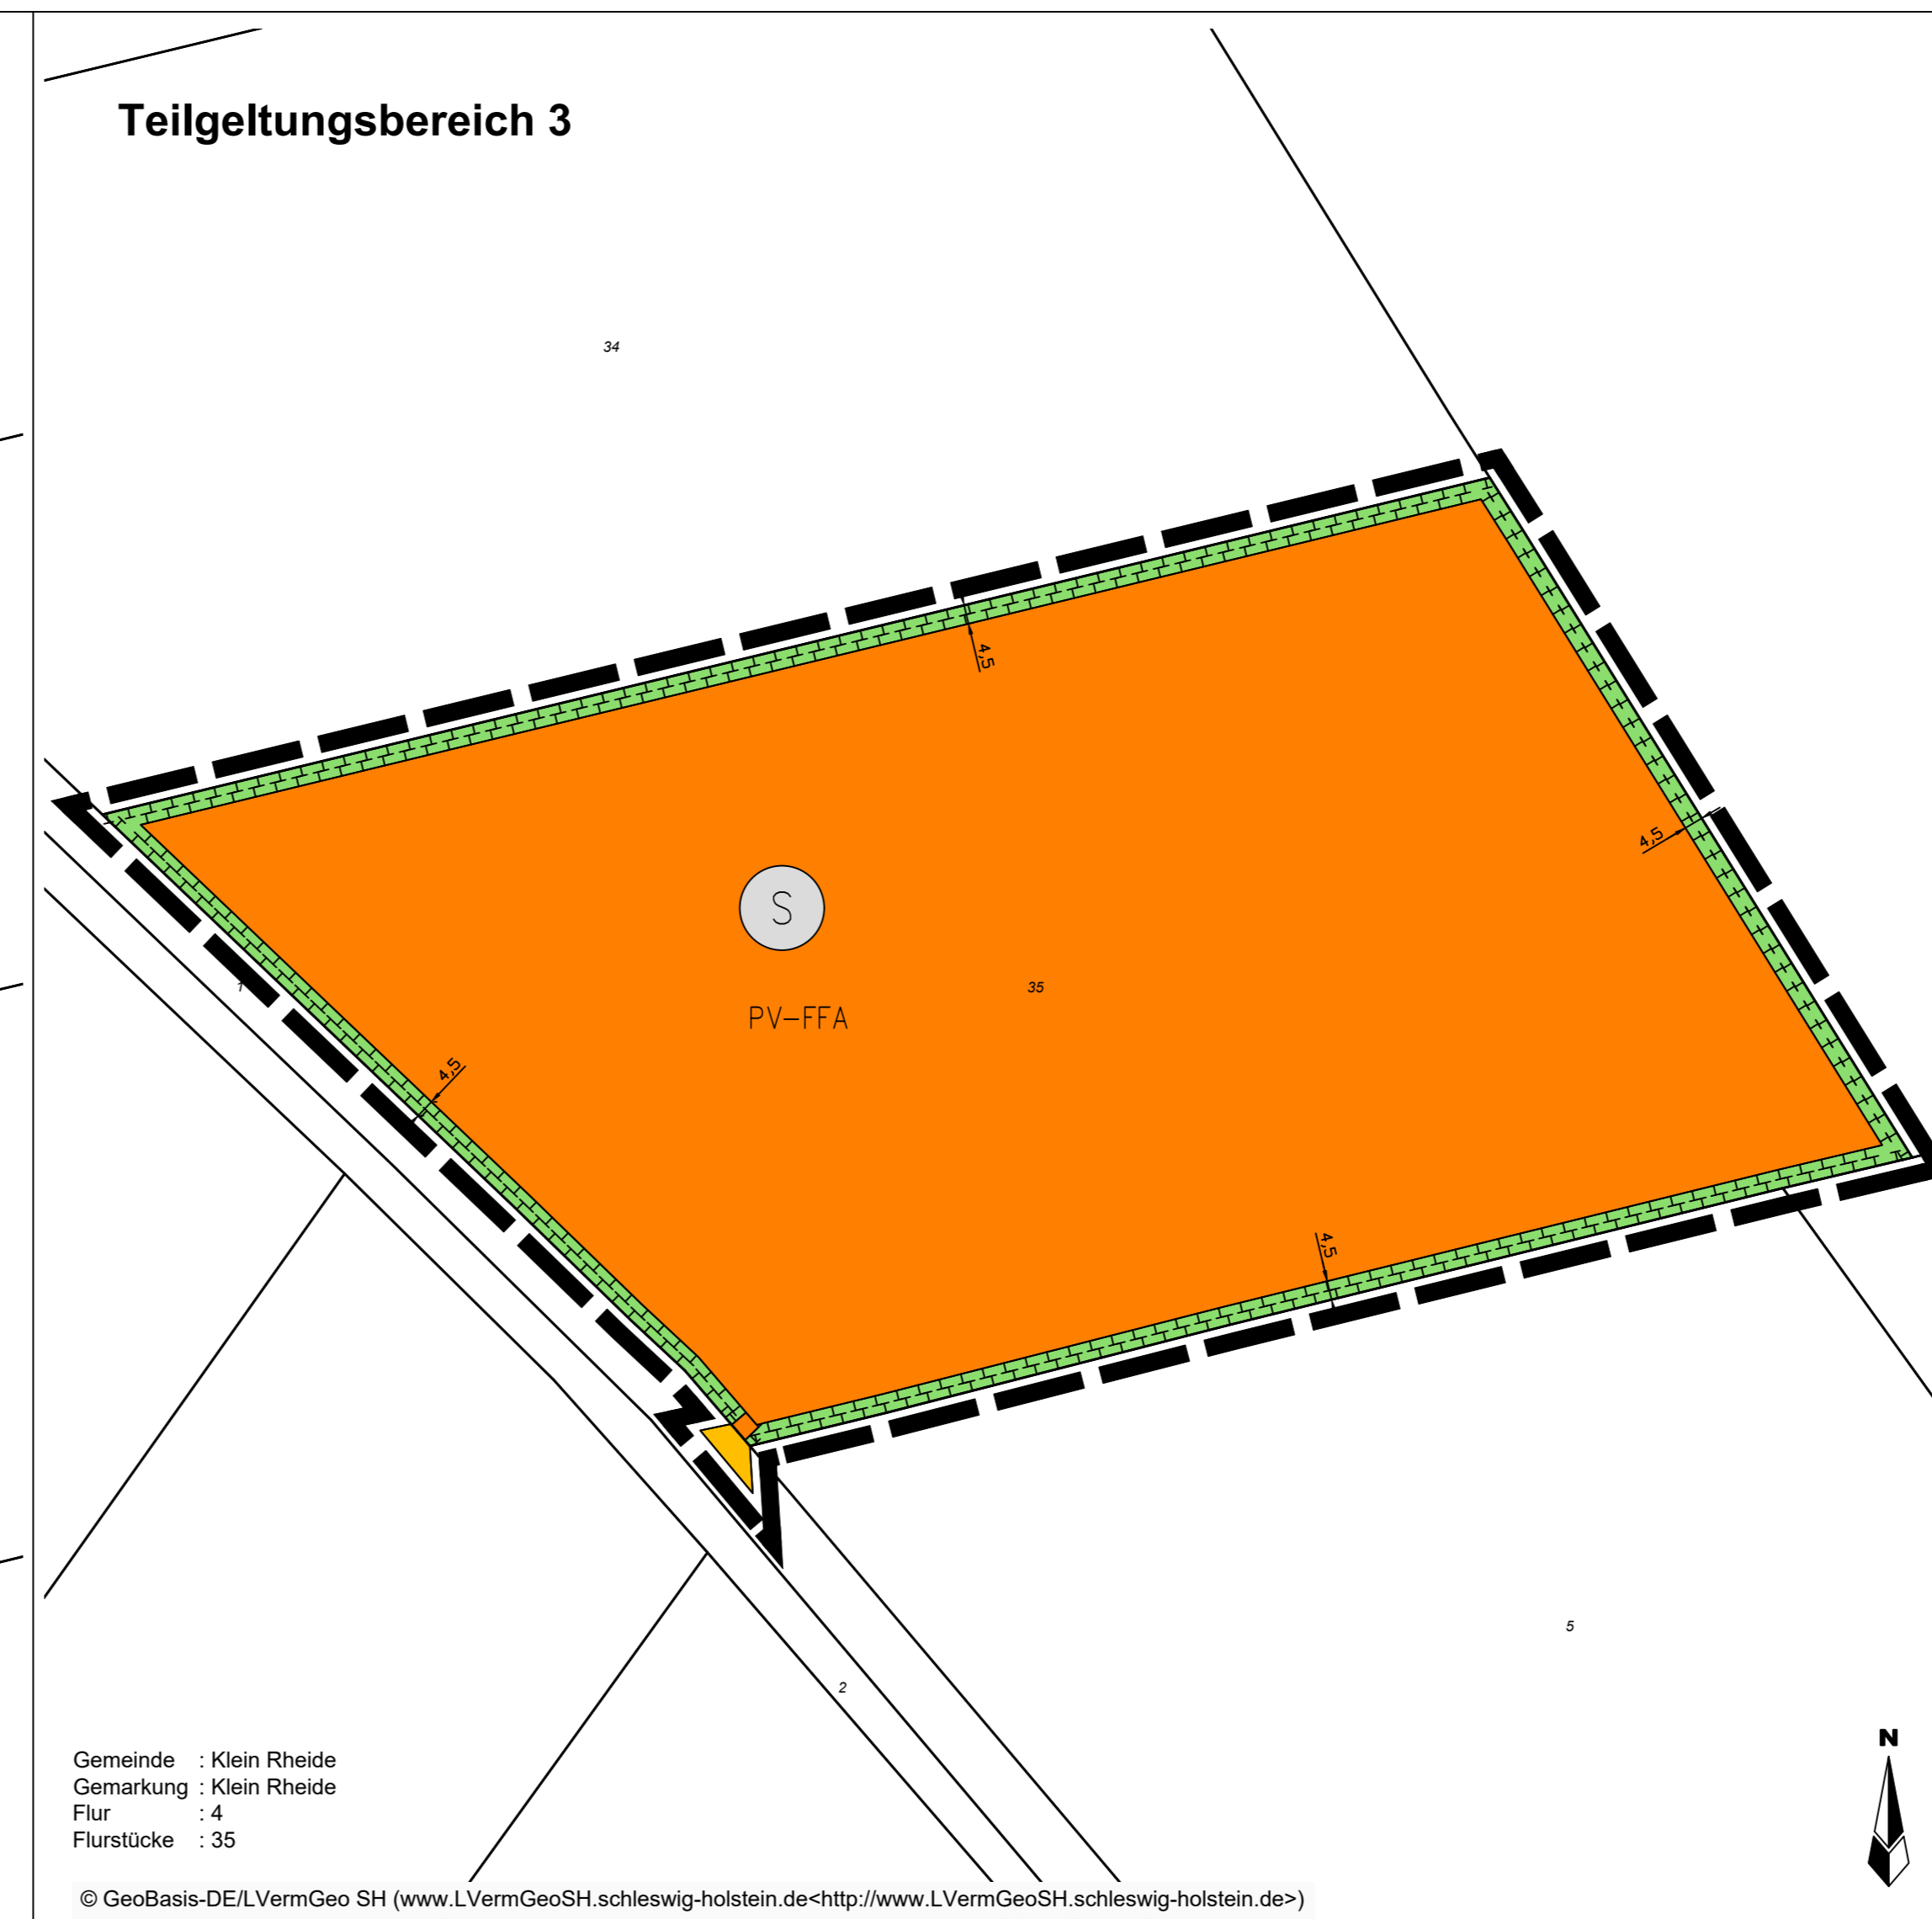 Teilgeltungsbereich 3
34
4,5
4,5
S
35
1
PV-FFA
4,5
4,5
5
2
N
Gemeinde : Klein Rheide
Gemarkung : Klein Rheide
Flur : 4
Flurstücke : 35
© GeoBasis-DE/LVermGeo SH (www.LVermGeoSH.schleswig-holstein.de<http://www.LVermGeoSH.schleswig-holstein.de>)